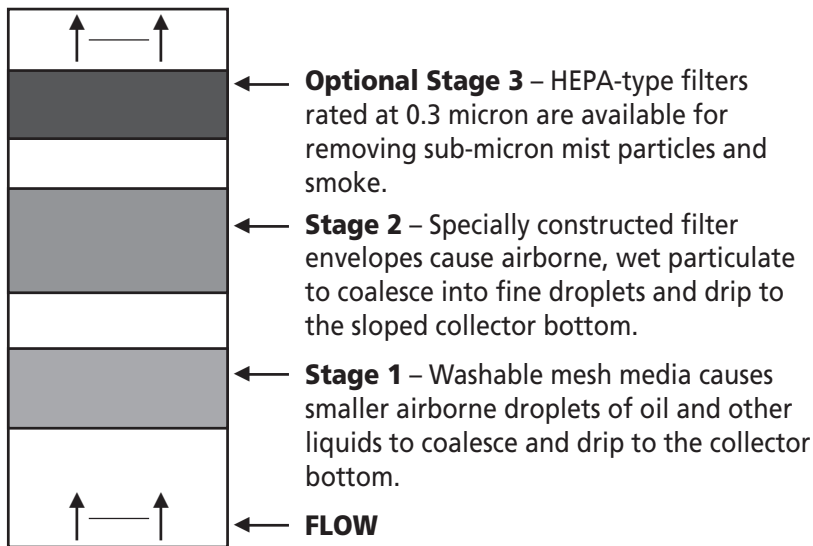 Optional Stage 3 – HEPA-type filters
rated at 0.3 micron are available for
removing sub-micron mist particles and
smoke.
Stage 2 – Specially constructed filter
envelopes cause airborne, wet particulate
to coalesce into fine droplets and drip to
the sloped collector bottom.
Stage 1 – Washable mesh media causes
smaller airborne droplets of oil and other
liquids to coalesce and drip to the collector
bottom.
FLOW